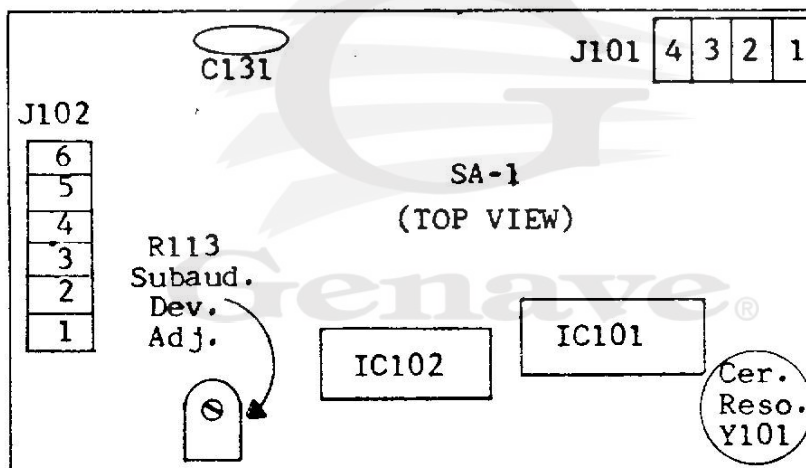 C131
J101 4 3 2 1
J102
6
5
4
3
2
1
SA-1
(TOP VIEW)
R113
Subaud.
Dev.
Adj.
IC102
IC101
Cer.
Reso.
Y101
Genave®